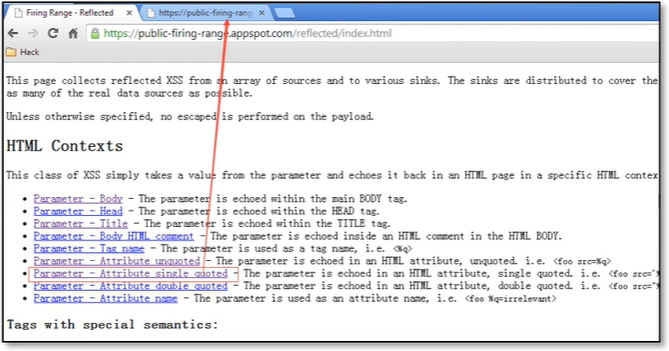 Firing Range - Reflected
https://public-firing-rang
https://public-firing-range.appspot.com/reflected/index.html
Hack
This page collects reflected XSS from an array of sources and to various sinks. The sinks are distributed to cover the
as many of the real data sources as possible.
Unless otherwise specified, no escaped is performed on the payload.
HTML Contexts
This class of XSS simply takes a value from the parameter and echoes it back in an HTML page in a specific HTML contex
• Parameter - Body - The parameter is echoed within the main BODY tag.
• Parameter - Head - The parameter is echoed within the HEAD tag.
• Parameter - Title - The parameter is echoed within the TITLE tag.
• Parameter - Body HTML comment - The parameter is echoed inside an HTML comment in the HTML BODY.
• Parameter - Tag name - The parameter is used as a tag name, i.e. <%q>
• Parameter - Attribute unquoted - The parameter is echoed in an HTML attribute, unquoted. i.e. <foo src=%q>
• Parameter - Attribute single quoted - The parameter is echoed in an HTML attribute, single quoted. i.e. <foo src='%
• Parameter - Attribute double quoted - The parameter is echoed in an HTML attribute, double quoted. i.e. <foo src="%
• Parameter - Attribute name - The parameter is used as an attribute name, i.e. <foo %q=irrelevant>
Tags with special semantics: